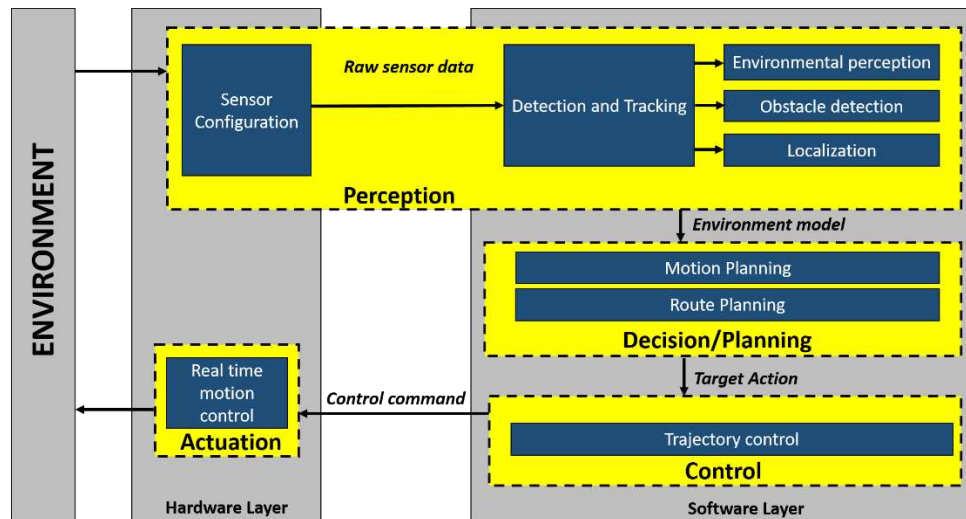 ENVIRONMENT
Sensor
Configuration
Raw sensor data
Detection and Tracking
Environmental perception
Obstacle detection
Localization
Perception
Environment model
Motion Planning
Route Planning
Decision/Planning
Target Action
Real time
motion
control
Actuation
Control command
Trajectory control
Control
Hardware Layer
Software Layer